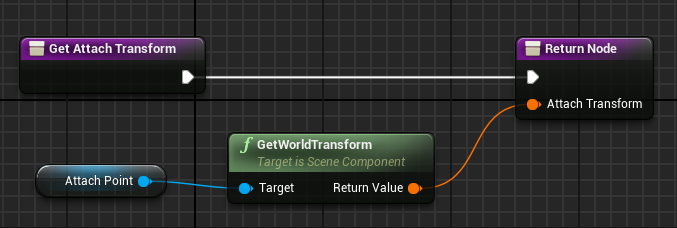 Get Attach Transform
Return Node
Attach Transform
f GetWorldTransform
Target is Scene Component
Attach Point
Target
Return Value